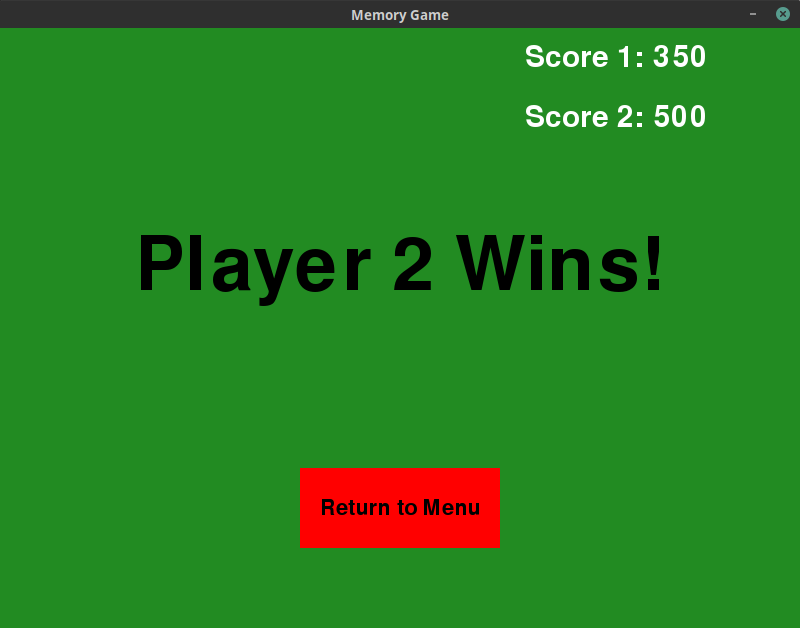 Memory Game
Score 1: 350
Score 2: 500
Player 2 Wins!
Return to Menu